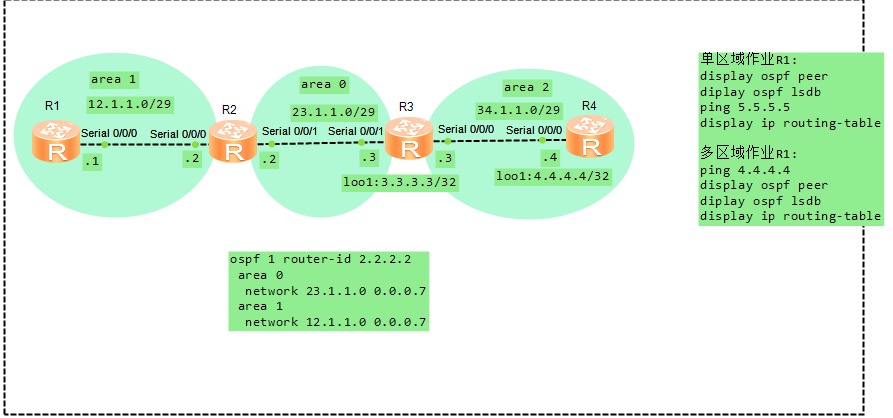 area 1
12.1.1.0/29
R1
Serial 0/0/0
.1
Serial 0/0/0
.2
R2
area 0
23.1.1.0/29
Serial 0/0/1
.2
Serial 0/0/1
.3
R3
loo1:3.3.3.3/32
area 2
34.1.1.0/29
Serial 0/0/0
.3
Serial 0/0/0
.4
R4
loo1:4.4.4.4/32
R
R
R
R
ospf 1 router-id 2.2.2.2
area 0
network 23.1.1.0 0.0.0.7
area 1
network 12.1.1.0 0.0.0.7
单区域作业R1:
display ospf peer
diplay ospf lsdb
ping 5.5.5.5
display ip routing-table
多区域作业R1:
ping 4.4.4.4
display ospf peer
diplay ospf lsdb
display ip routing-table